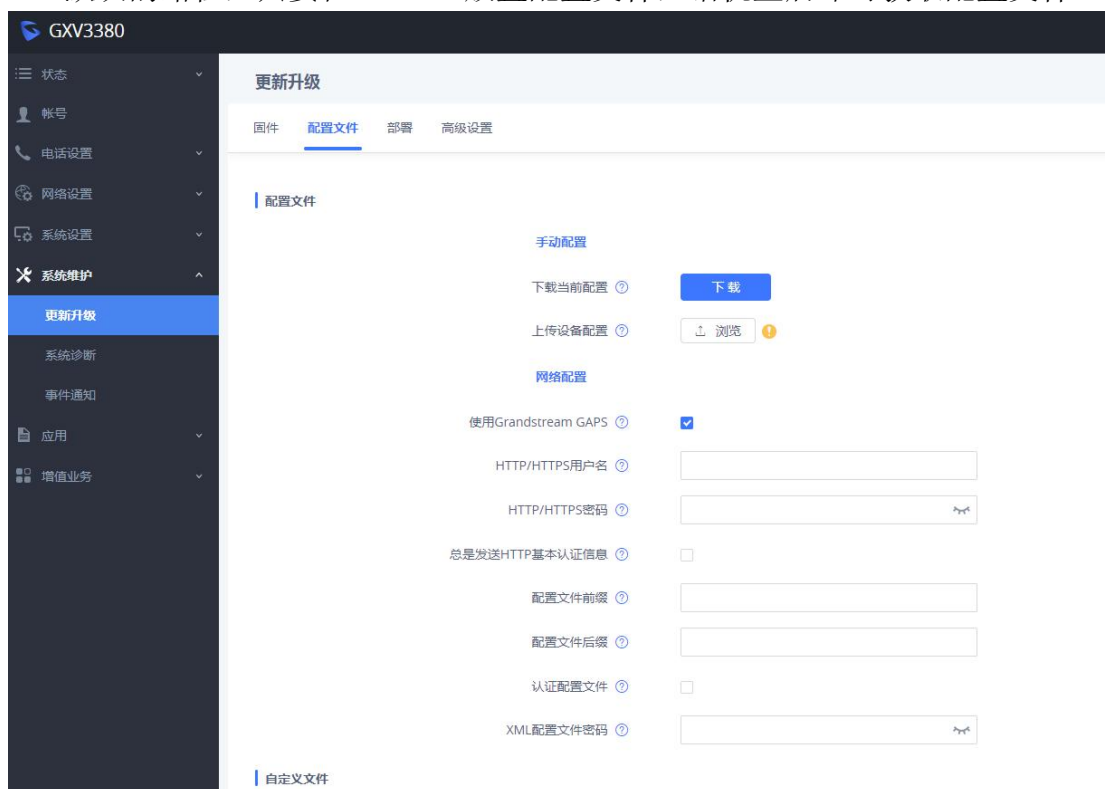 GXV3380
状态
帐号
电话设置
网络设置
系统设置
系统维护
更新升级
系统诊断
事件通知
应用
增值业务
更新升级
固件 配置文件 部署 高级设置
配置文件
手动配置
下载当前配置 下载
上传设备配置 浏览
网络配置
使用Grandstream GAPS
HTTP/HTTPS用户名
HTTP/HTTPS密码
总是发送HTTP基本认证信息
配置文件前缀
配置文件后缀
认证配置文件
XML配置文件密码
自定义文件